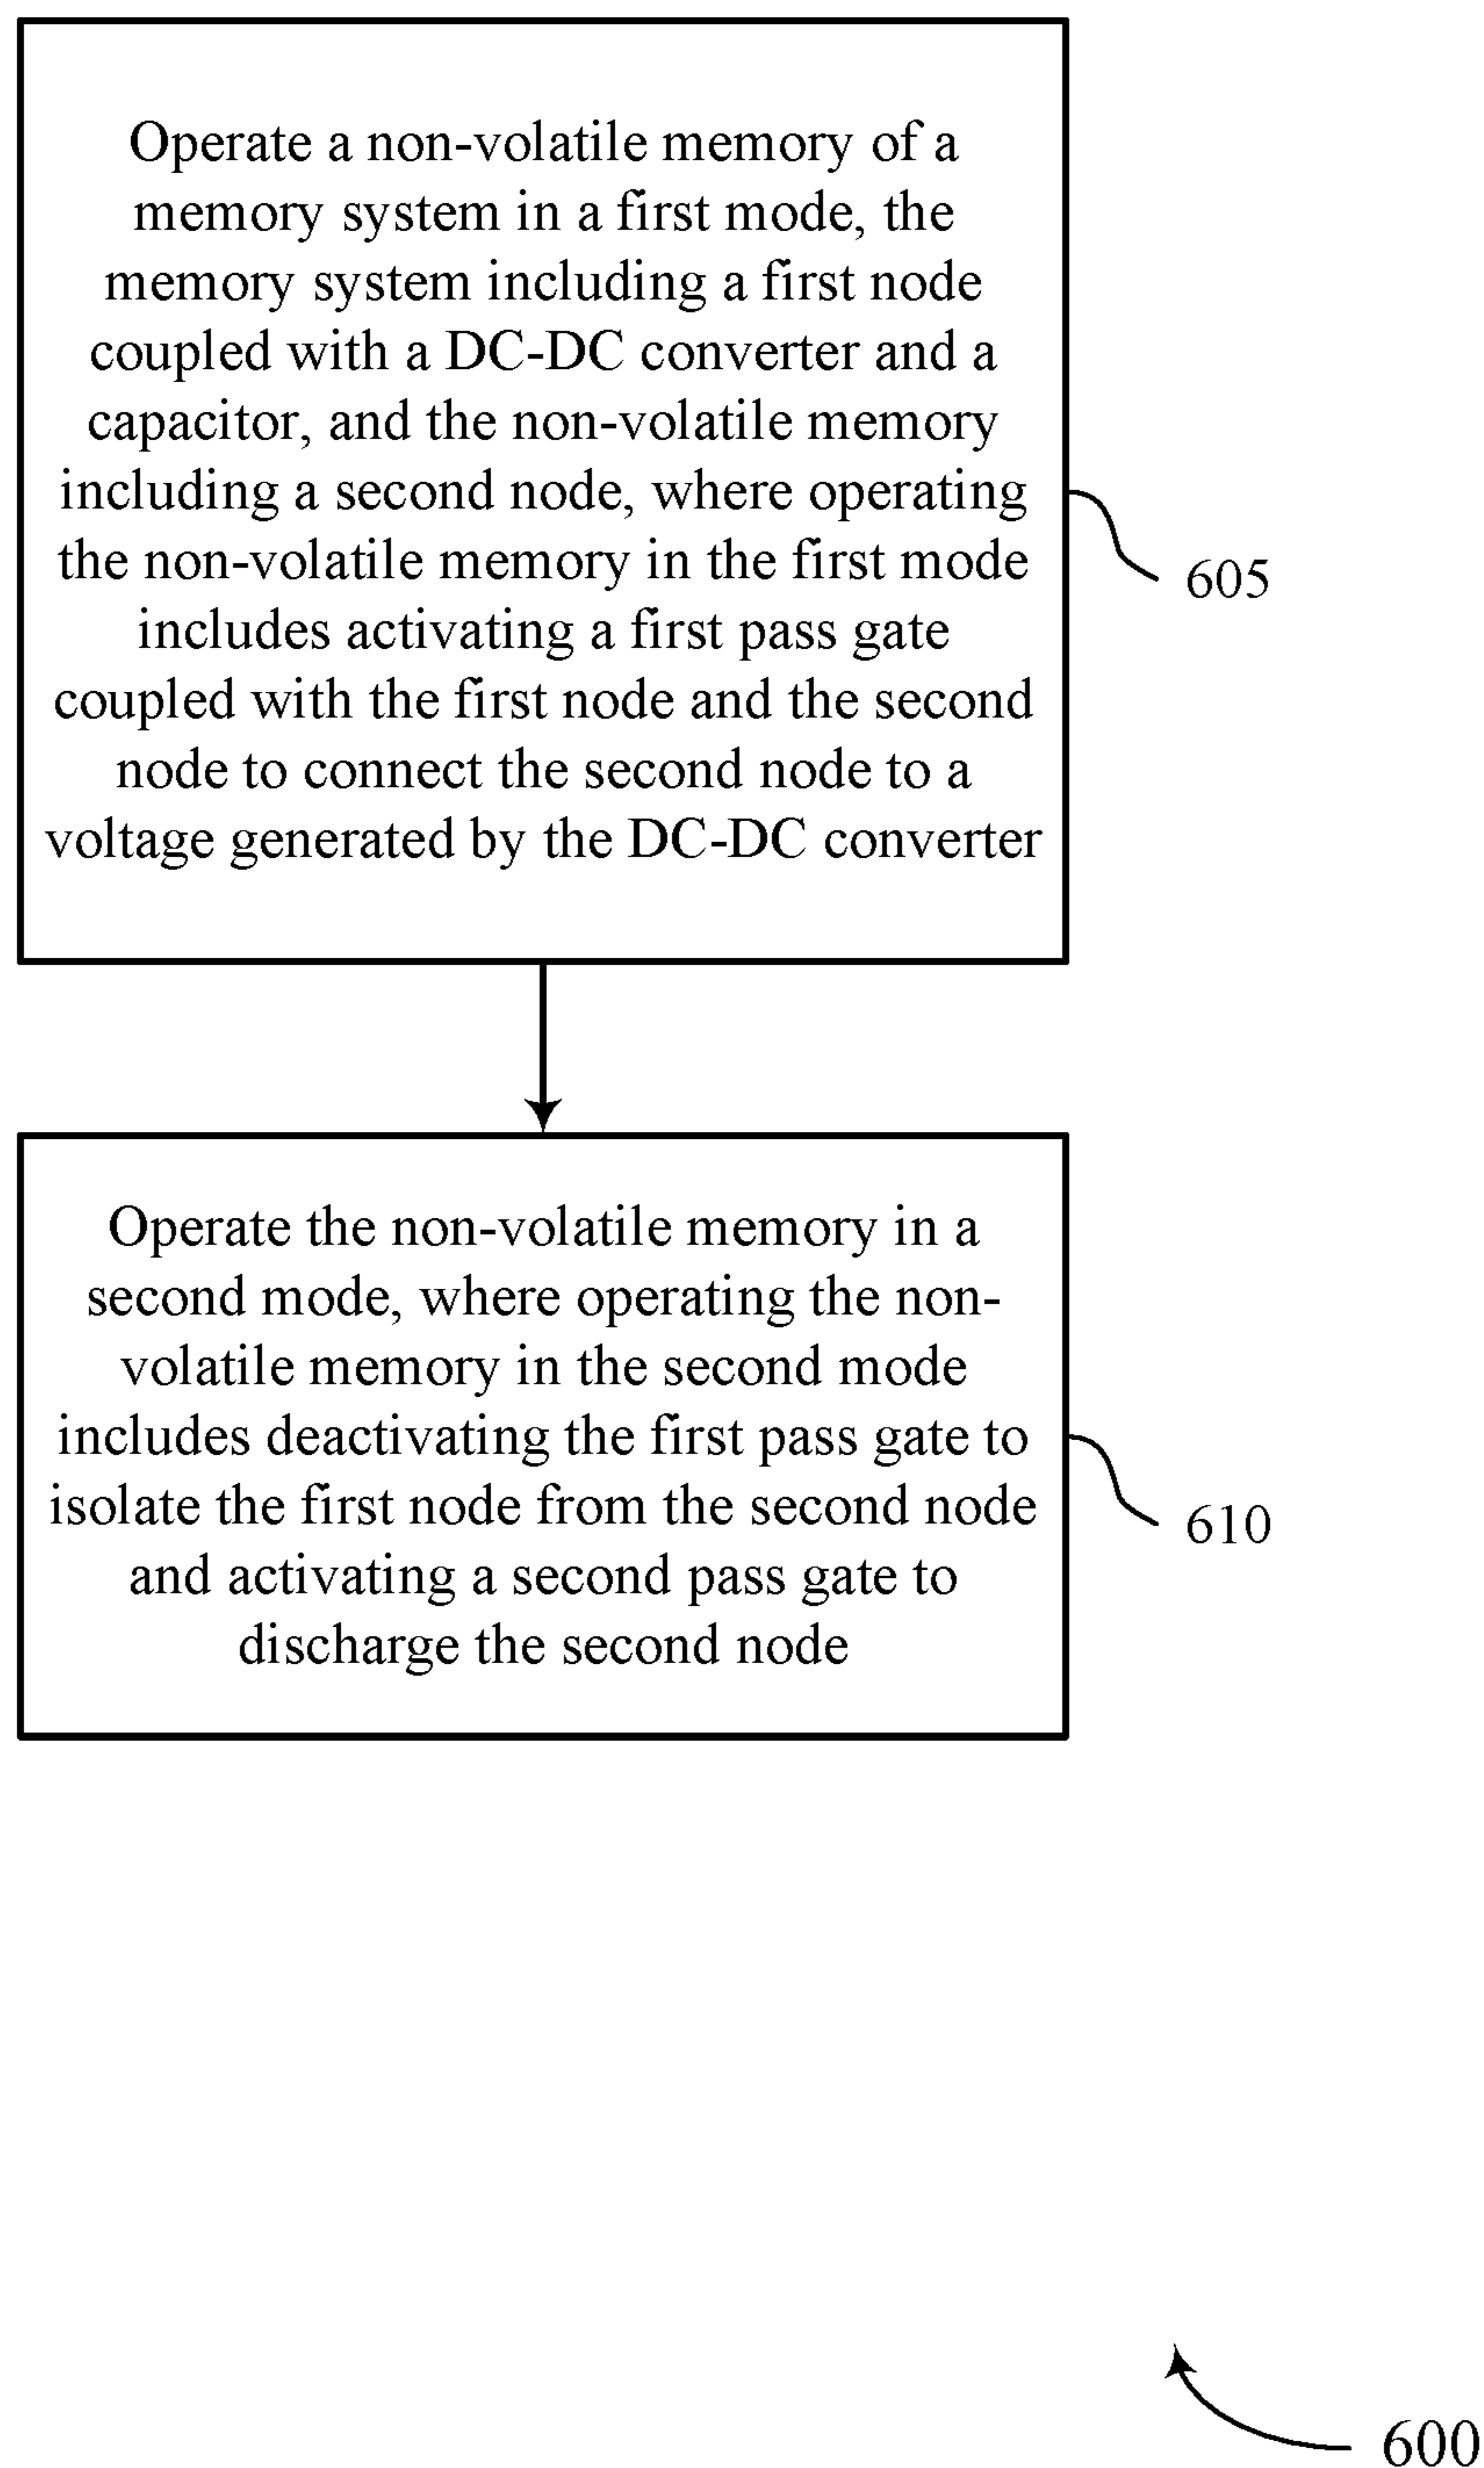 Operate a non-volatile memory of a
memory system in a first mode, the
memory system including a first node
coupled with a DC-DC converter and a
capacitor, and the non-volatile memory
including a second node, where operating
the non-volatile memory in the first mode
includes activating a first pass gate
coupled with the first node and the second
node to connect the second node to a
voltage generated by the DC-DC converter
605
Operate the non-volatile memory in a
second mode, where operating the non-
volatile memory in the second mode
includes deactivating the first pass gate to
isolate the first node from the second node
and activating a second pass gate to
discharge the second node
610
600